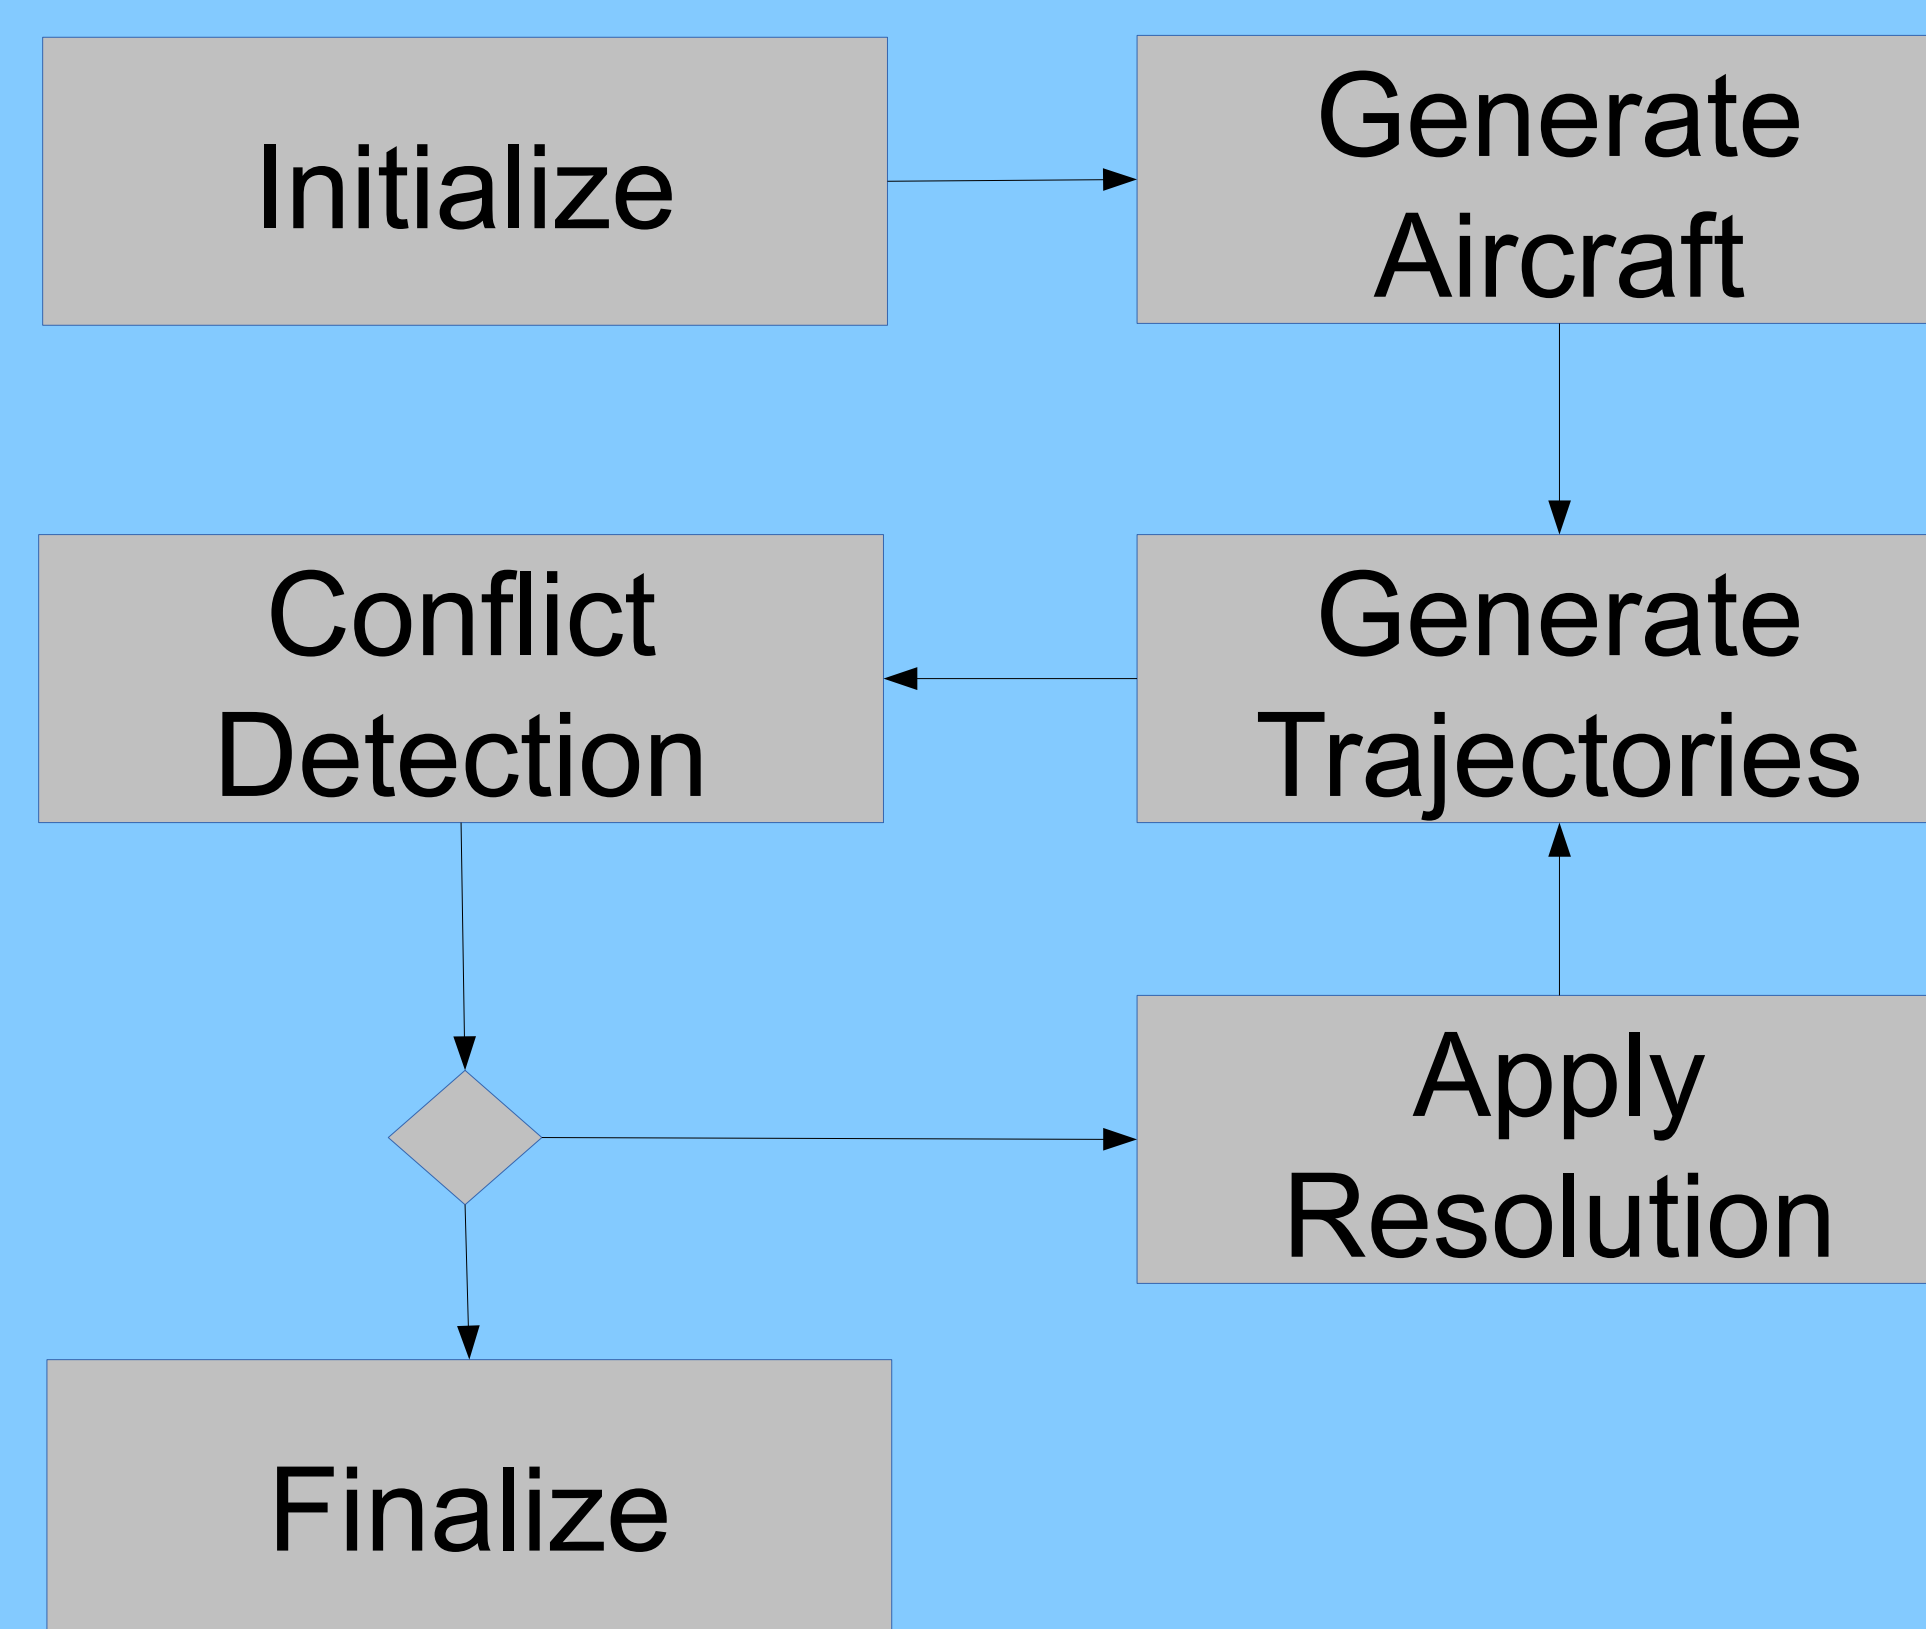 Initialize
Generate
Aircraft
Conflict
Detection
Generate
Trajectories
Apply
Resolution
Finalize